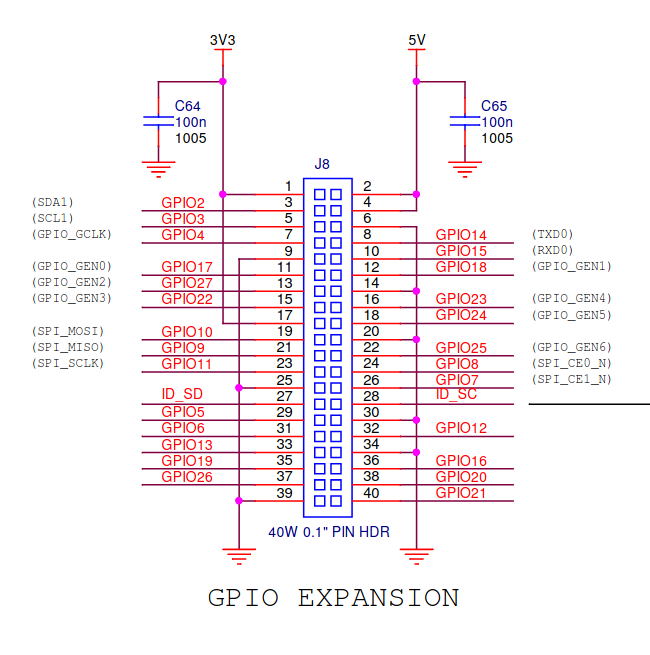 3V3 5V
C64 C65
100n 100n
1005 1005
J8
1 2
(SDA1) GPIO2 3 4
(SCL1) GPIO3 5 6
(GPIO_GCLK) GPIO4 7 8 GPIO14 (TXD0)
9 10 GPIO15 (RXD0)
(GPIO_GEN0) GPIO17 11 12 GPIO18 (GPIO_GEN1)
(GPIO_GEN2) GPIO27 13 14
(GPIO_GEN3) GPIO22 15 16 GPIO23 (GPIO_GEN4)
17 18 GPIO24 (GPIO_GEN5)
(SPI_MOSI) GPIO10 19 20
(SPI_MISO) GPIO9 21 22 GPIO25 (GPIO_GEN6)
(SPI_SCLK) GPIO11 23 24 GPIO8 (SPI_CE0_N)
25 26 GPIO7 (SPI_CE1_N)
ID_SD 27 28 ID_SC
GPIO5 29 30
GPIO6 31 32 GPIO12
GPIO13 33 34
GPIO19 35 36 GPIO16
GPIO26 37 38 GPIO20
39 40 GPIO21
40W 0.1" PIN HDR
GPIO EXPANSION